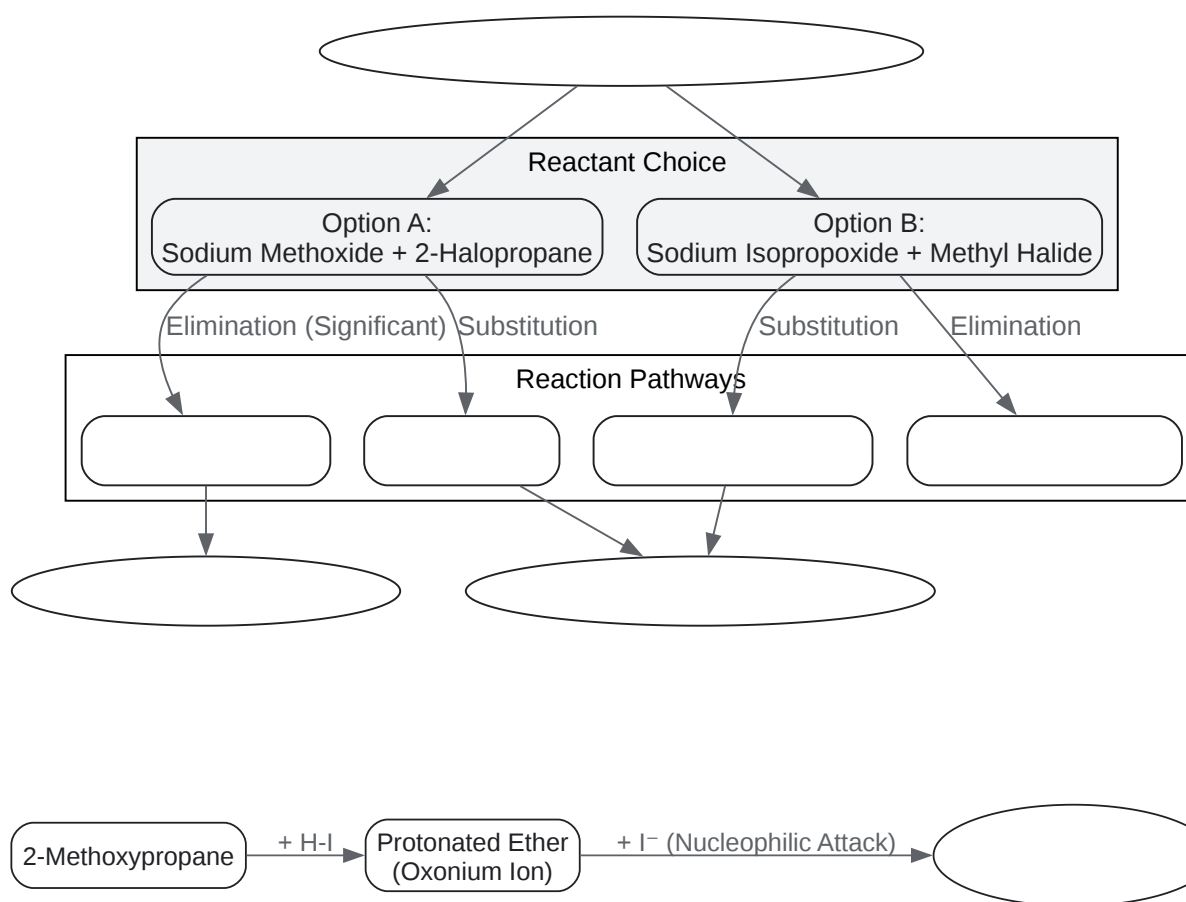 Reactant Choice
Option A:
Sodium Methoxide + 2-Halopropane
Option B:
Sodium Isopropoxide + Methyl Halide
Elimination (Significant)
Substitution
Substitution
Elimination
Reaction Pathways
2-Methoxypropane
+ H-I
Protonated Ether
(Oxonium Ion)
+ I⁻ (Nucleophilic Attack)